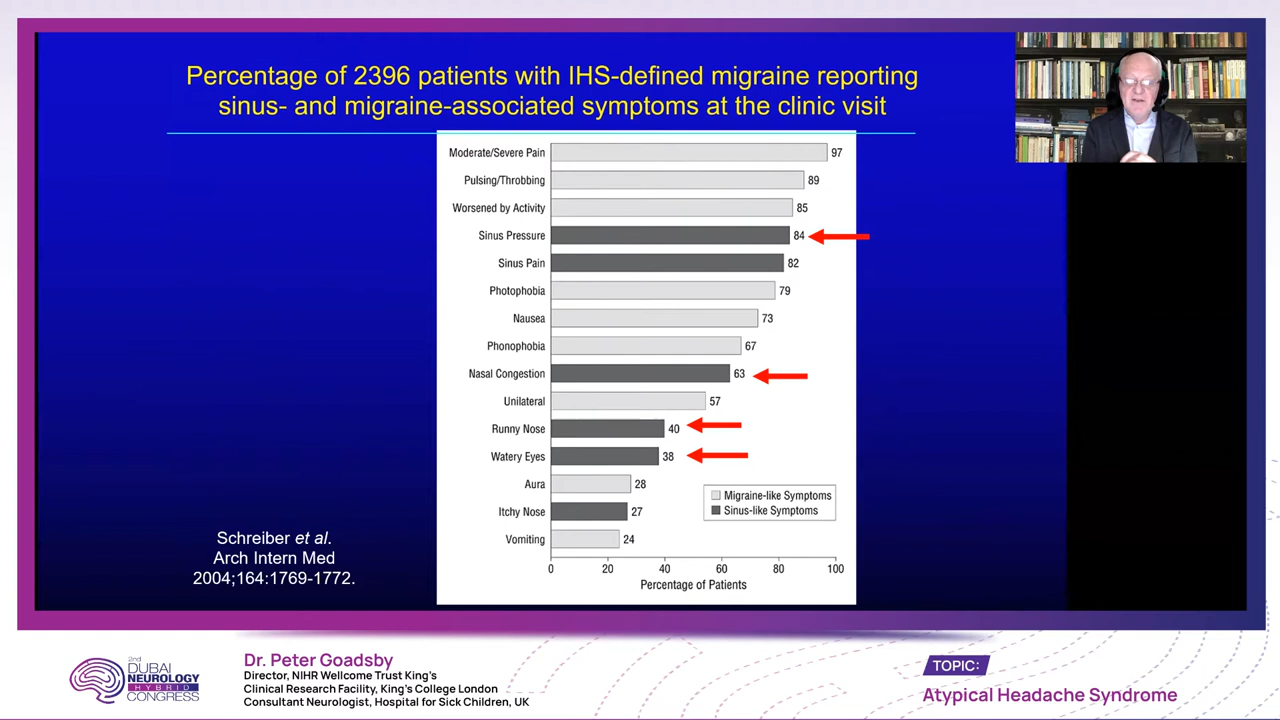 Percentage of 2396 patients with IHS-defined migraine reporting
sinus- and migraine-associated symptoms at the clinic visit
Moderate/Severe Pain 97
Pulsing/Throbbing 89
Worsened by Activity 85
Sinus Pressure 84
Sinus Pain 82
Photophobia 79
Nausea 73
Phonophobia 67
Nasal Congestion 63
Unilateral 57
Runny Nose 40
Watery Eyes 38
Aura 28
Itchy Nose 27
Vomiting 24
Migraine-like Symptoms
Sinus-like Symptoms
0 20 40 60 80 100
Percentage of Patients
Schreiber et al.
Arch Intern Med
2004;164:1769-1772.
2nd
DUBAI
NEUROLOGY
HYBRID
CONGRESS
Dr. Peter Goadsby
Director, NIHR Wellcome Trust King's
Clinical Research Facility, King's College London
Consultant Neurologist, Hospital for Sick Children, UK
TOPIC:
Atypical Headache Syndrome